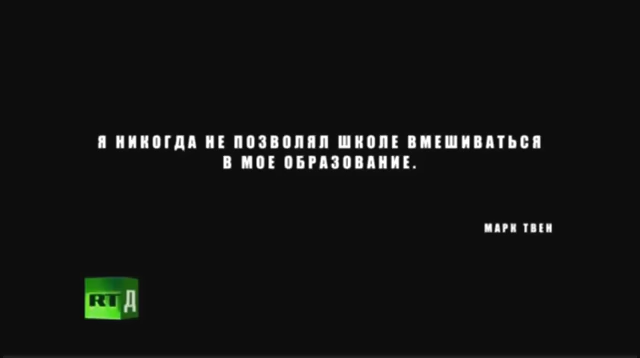 Я НИКОГДА НЕ ПОЗВОЛЯЛ ШКОЛЕ ВМЕШИВАТЬСЯ
В МОЕ ОБРАЗОВАНИЕ.
МАРК ТВЕН
RT Д